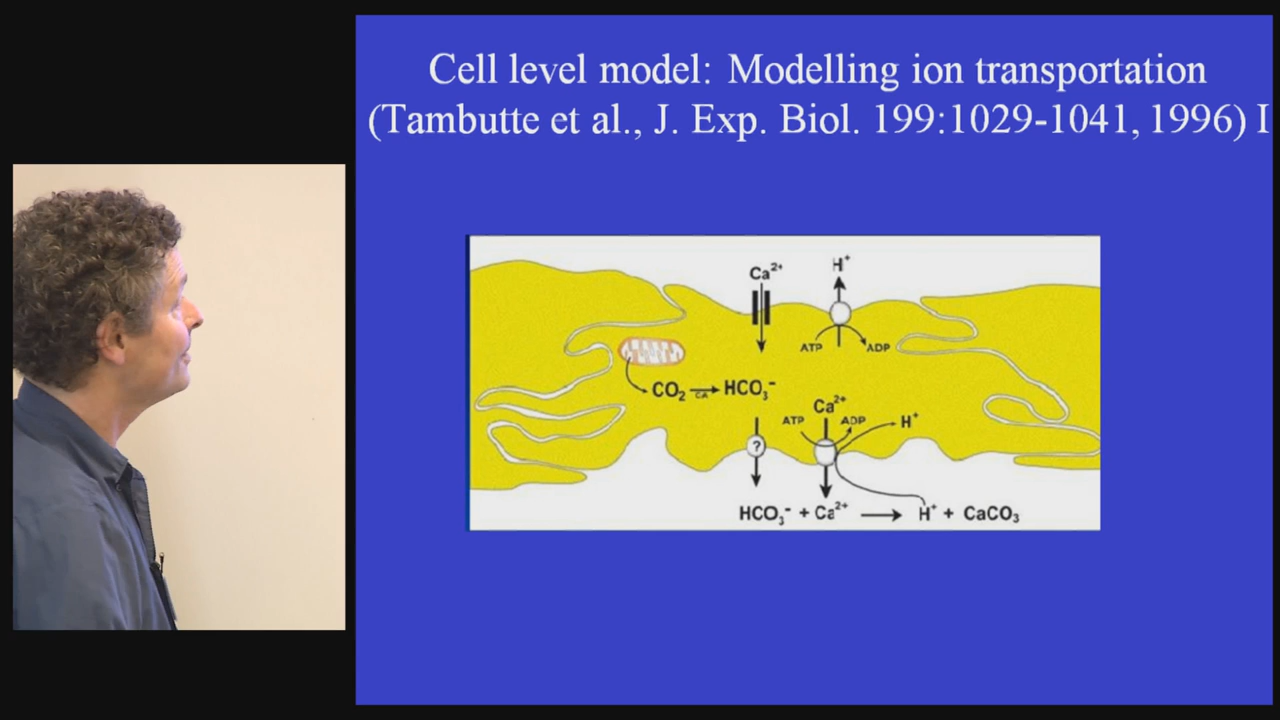 Cell level model: Modelling ion transportation
(Tambutte et al., J. Exp. Biol. 199:1029-1041, 1996) I
Ca²⁺
H⁺
ATP
ADP
CO₂ CA HCO₃⁻
Ca²⁺
ATP
ADP
H⁺
?
HCO₃⁻ + Ca²⁺ → H⁺ + CaCO₃